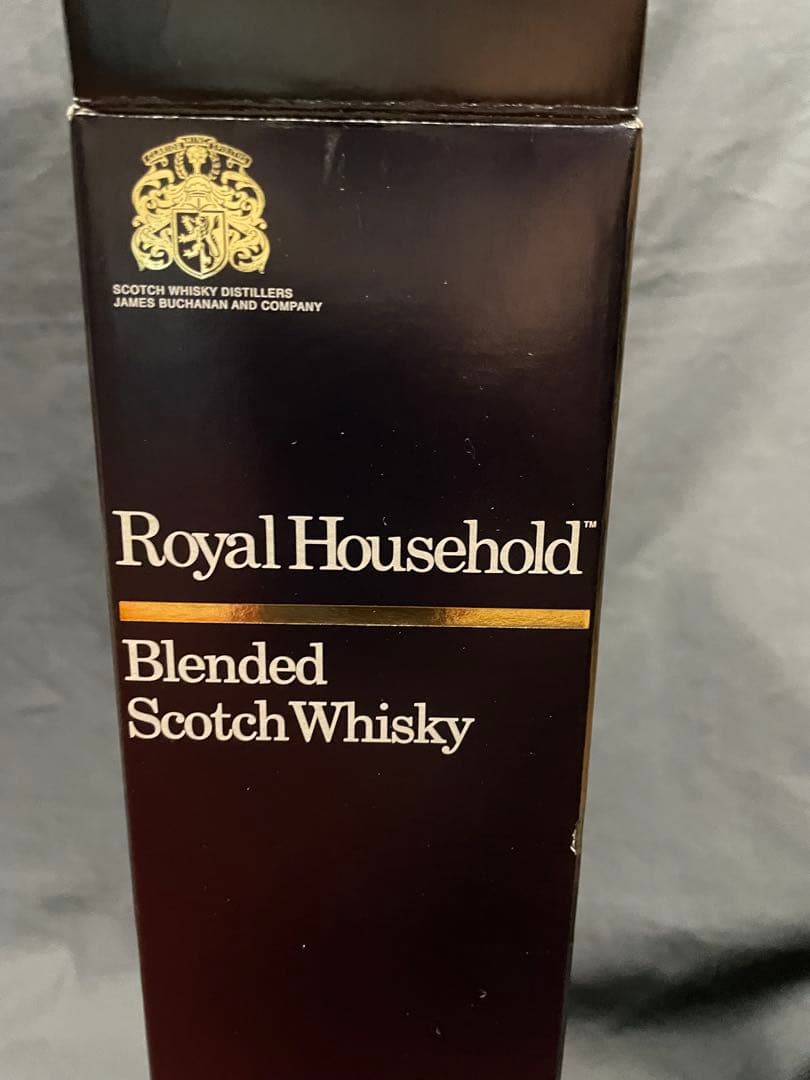 SCOTCH WHISKY DISTILLERS
JAMES BUCHANAN AND COMPANY
Royal Household™
Blended
Scotch Whisky